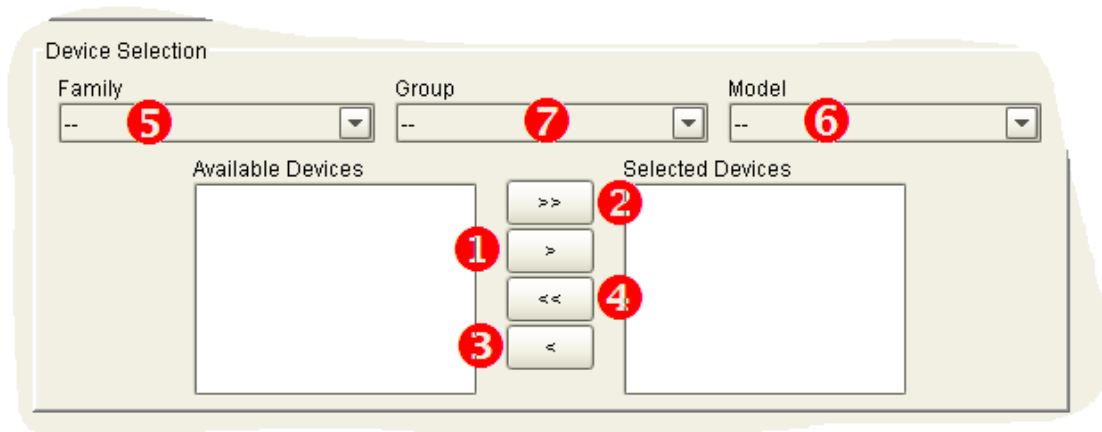 Device Selection
Family Group Model
-- 5 -- 7 -- 6
Available Devices Selected Devices
>> 2
1 >
<< 4
3 <